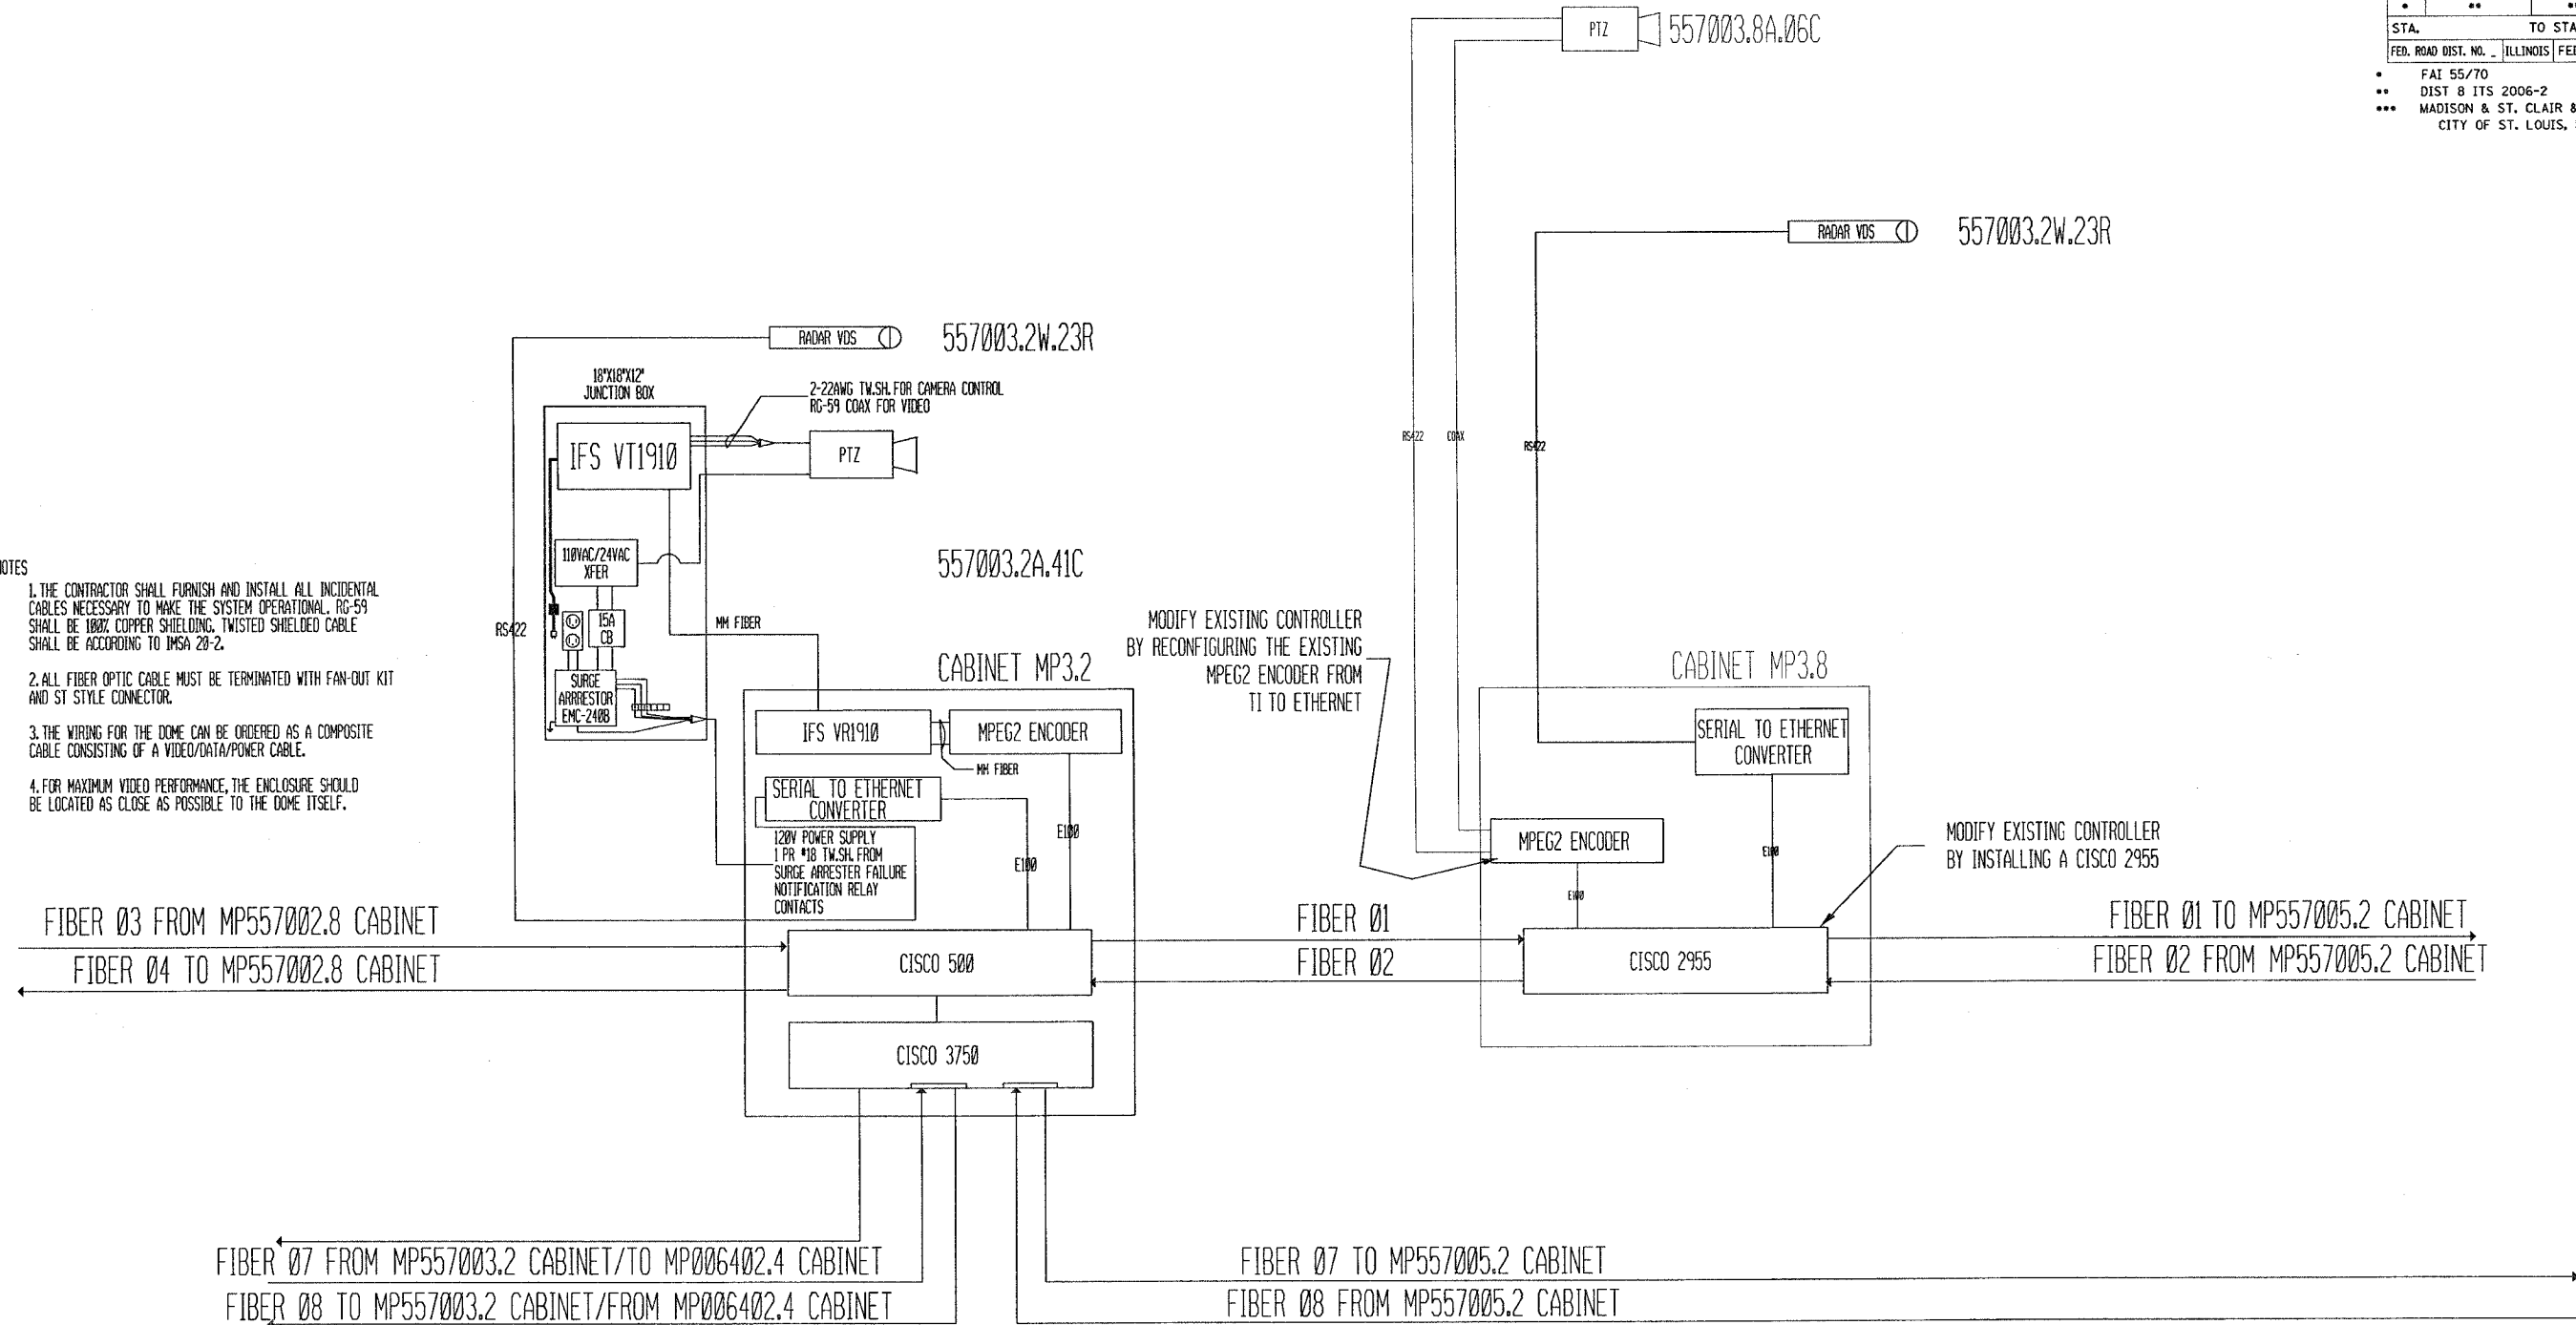 STA.
TO STA
FED. ROAD DIST. NO. _
ILLINOIS
• FAI 55/70
•• DIST 8 ITS 2006-2
••• MADISON & ST. CLAIR &
CITY OF ST. LOUIS,
PTZ
557003.8A.06C
RADAR VDS
557003.2W.23R
RADAR VDS
557003.2W.23R
18"X18"X12"
JUNCTION BOX
2-22AWG TW.SH. FOR CAMERA CONTROL
RG-59 COAX FOR VIDEO
IFS VT1910
PTZ
RS422
COAX
RS422
110VAC/24VAC
XFER
557003.2A.41C
NOTES
1. THE CONTRACTOR SHALL FURNISH AND INSTALL ALL INCIDENTAL
CABLES NECESSARY TO MAKE THE SYSTEM OPERATIONAL. RG-59
SHALL BE 100% COPPER SHIELDING, TWISTED SHIELDED CABLE
SHALL BE ACCORDING TO IMSA 20-2.
2. ALL FIBER OPTIC CABLE MUST BE TERMINATED WITH FAN-OUT KIT
AND ST STYLE CONNECTOR.
3. THE WIRING FOR THE DOME CAN BE ORDERED AS A COMPOSITE
CABLE CONSISTING OF A VIDEO/DATA/POWER CABLE.
4. FOR MAXIMUM VIDEO PERFORMANCE, THE ENCLOSURE SHOULD
BE LOCATED AS CLOSE AS POSSIBLE TO THE DOME ITSELF.
RS422
15A
CB
MM FIBER
SURGE
ARRRESTOR
EMC-240B
MODIFY EXISTING CONTROLLER
BY RECONFIGURING THE EXISTING
MPEG2 ENCODER FROM
TI TO ETHERNET
CABINET MP3.2
IFS VR1910
MPEG2 ENCODER
MM FIBER
SERIAL TO ETHERNET
CONVERTER
120V POWER SUPPLY
1 PR #18 TW.SH. FROM
SURGE ARRESTER FAILURE
NOTIFICATION RELAY
CONTACTS
E100
E100
CABINET MP3.8
SERIAL TO ETHERNET
CONVERTER
MPEG2 ENCODER
E100
E100
MODIFY EXISTING CONTROLLER
BY INSTALLING A CISCO 2955
FIBER 03 FROM MP557002.8 CABINET
FIBER 04 TO MP557002.8 CABINET
CISCO 500
FIBER 01
FIBER 02
CISCO 2955
FIBER 01 TO MP557005.2 CABINET
FIBER 02 FROM MP557005.2 CABINET
CISCO 3750
FIBER 07 FROM MP557003.2 CABINET/TO MP006402.4 CABINET
FIBER 08 TO MP557003.2 CABINET/FROM MP006402.4 CABINET
FIBER 07 TO MP557005.2 CABINET
FIBER 08 FROM MP557005.2 CABINET